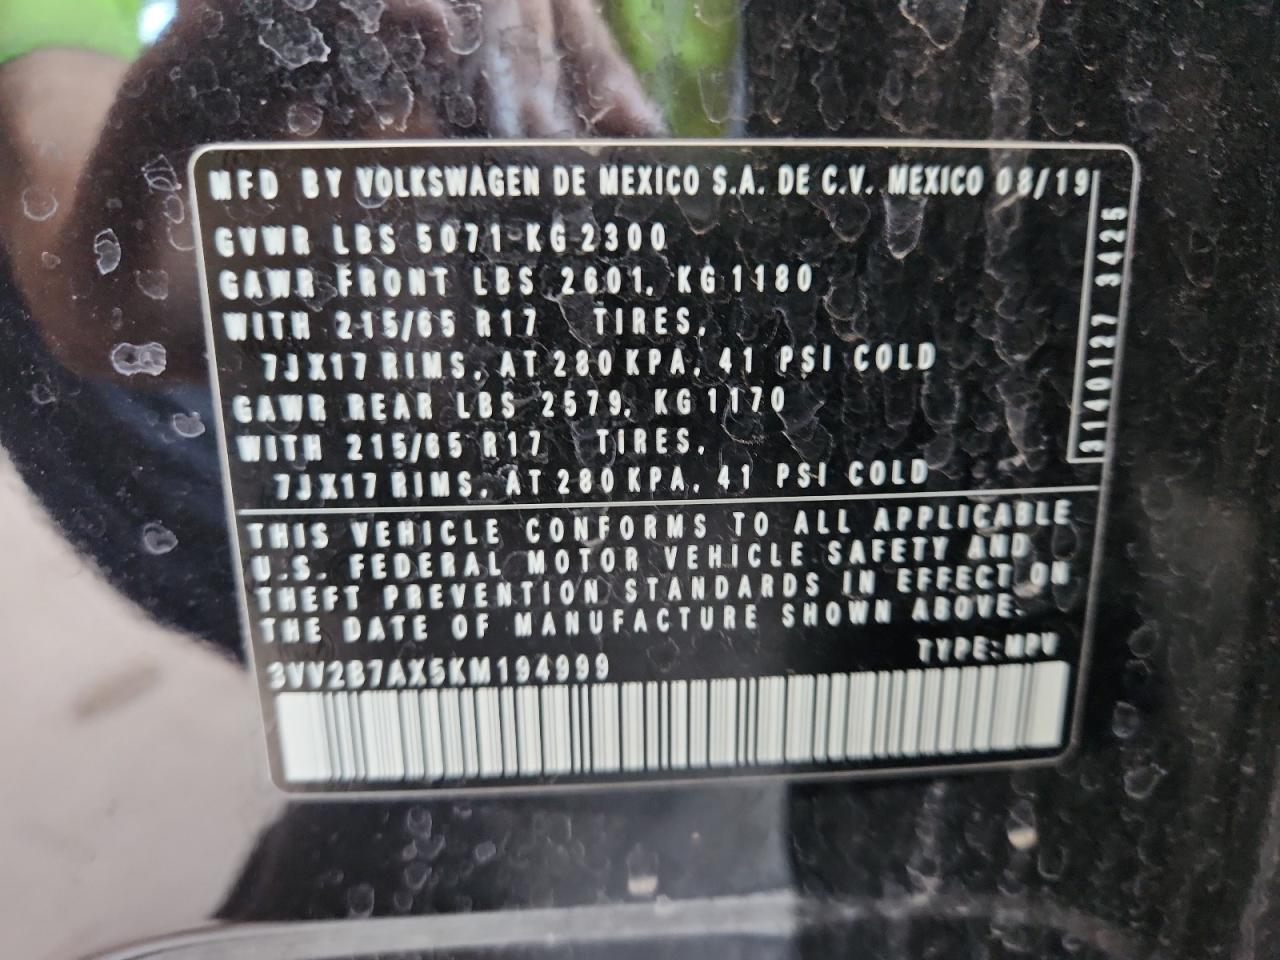 MFD BY VOLKSWAGEN DE MEXICO S.A. DE C.V. MEXICO 08/19
GVWR LBS 5071 KG 2300
GAWR FRONT LBS 2601, KG 1180
WITH 215/65 R17 TIRES,
7JX17 RIMS, AT 280 KPA, 41 PSI COLD
GAWR REAR LBS 2579, KG 1170
WITH 215/65 R17 TIRES,
7JX17 RIMS, AT 280 KPA, 41 PSI COLD
3140127 3425
THIS VEHICLE CONFORMS TO ALL APPLICABLE
U.S. FEDERAL MOTOR VEHICLE SAFETY AND
THEFT PREVENTION STANDARDS IN EFFECT ON
THE DATE OF MANUFACTURE SHOWN ABOVE.
TYPE:MPV
3VV2B7AX5KM194999